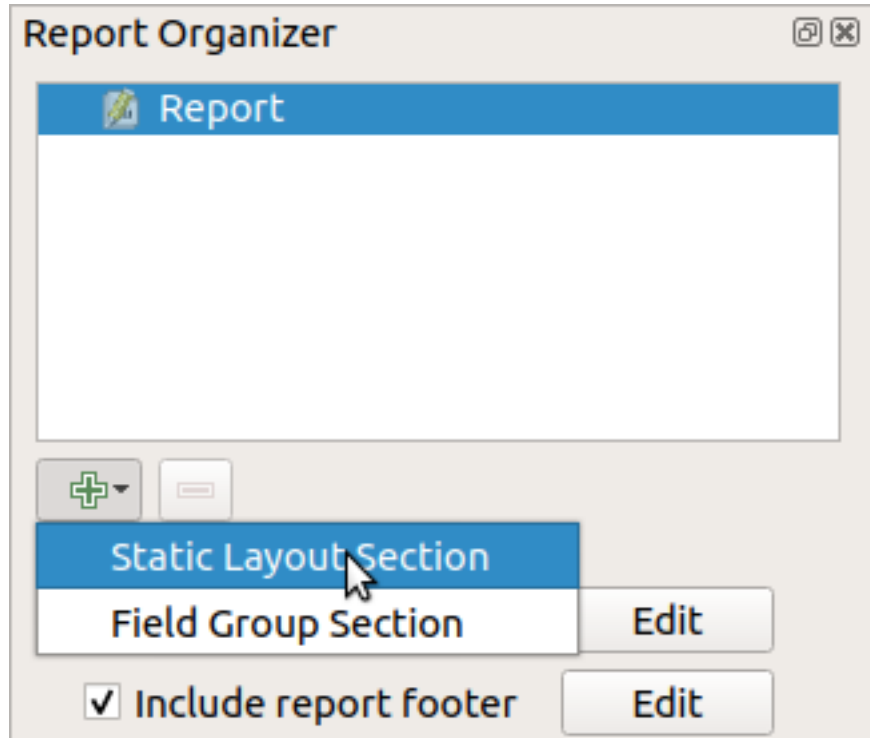 Report Organizer
Report
Static Layout Section
Field Group Section
Edit
Include report footer
Edit